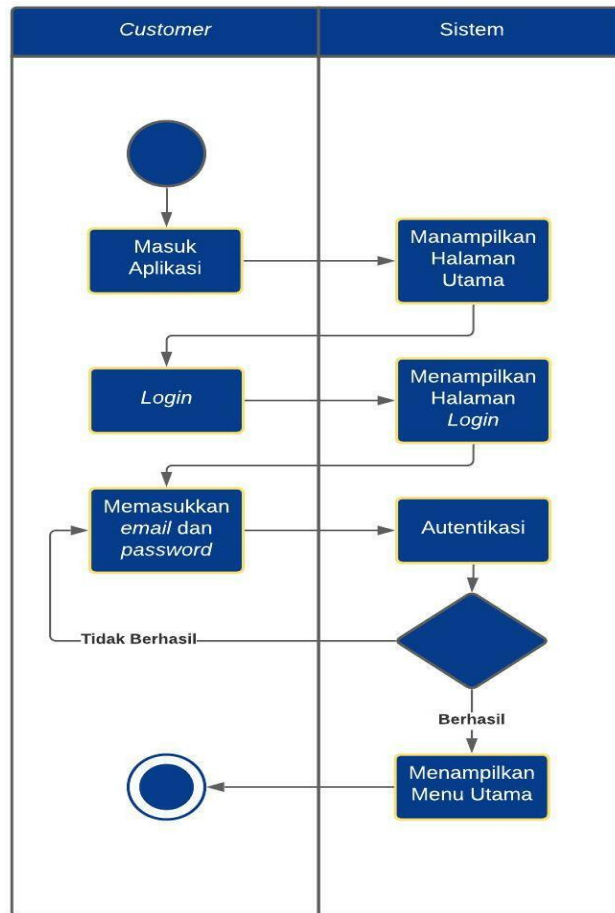 Customer
Sistem
Masuk
Aplikasi
Manampilkan
Halaman
Utama
Login
Menampilkan
Halaman
Login
Memasukkan
email dan
password
Autentikasi
Tidak Berhasil
Berhasil
Menampilkan
Menu Utama